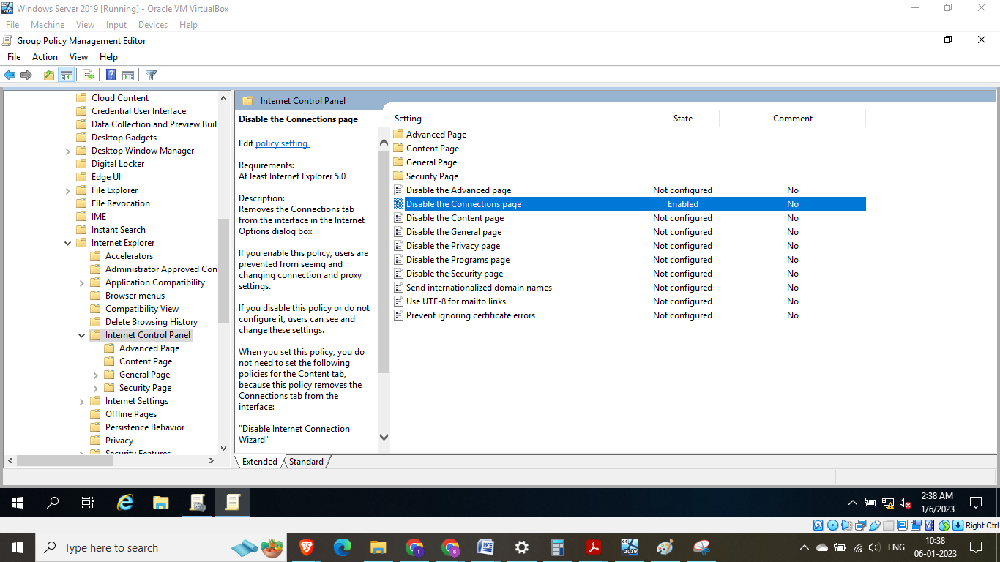 Windows Server 2019 [Running] - Oracle VM VirtualBox
File Machine View Input Devices Help
Group Policy Management Editor
File Action View Help
Cloud Content
Credential User Interface
Data Collection and Preview Buil
Desktop Gadgets
Desktop Window Manager
Digital Locker
Edge UI
File Explorer
File Revocation
IME
Instant Search
Internet Explorer
Accelerators
Administrator Approved Con
Application Compatibility
Browser menus
Compatibility View
Delete Browsing History
Internet Control Panel
Advanced Page
Content Page
General Page
Security Page
Internet Settings
Offline Pages
Persistence Behavior
Privacy
Security Features
Internet Control Panel
Disable the Connections page
Edit policy setting
Requirements:
At least Internet Explorer 5.0
Description:
Removes the Connections tab
from the interface in the Internet
Options dialog box.
If you enable this policy, users are
prevented from seeing and
changing connection and proxy
settings.
If you disable this policy or do not
configure it, users can see and
change these settings.
When you set this policy, you do
not need to set the following
policies for the Content tab,
because this policy removes the
Connections tab from the
interface:
"Disable Internet Connection
Wizard"
Extended Standard
Setting State Comment
Advanced Page
Content Page
General Page
Security Page
Disable the Advanced page Not configured No
Disable the Connections page Enabled No
Disable the Content page Not configured No
Disable the General page Not configured No
Disable the Privacy page Not configured No
Disable the Programs page Not configured No
Disable the Security page Not configured No
Send internationalized domain names Not configured No
Use UTF-8 for mailto links Not configured No
Prevent ignoring certificate errors Not configured No
2:38 AM
1/6/2023
Right Ctrl
Type here to search
2019
ENG
10:38
06-01-2023